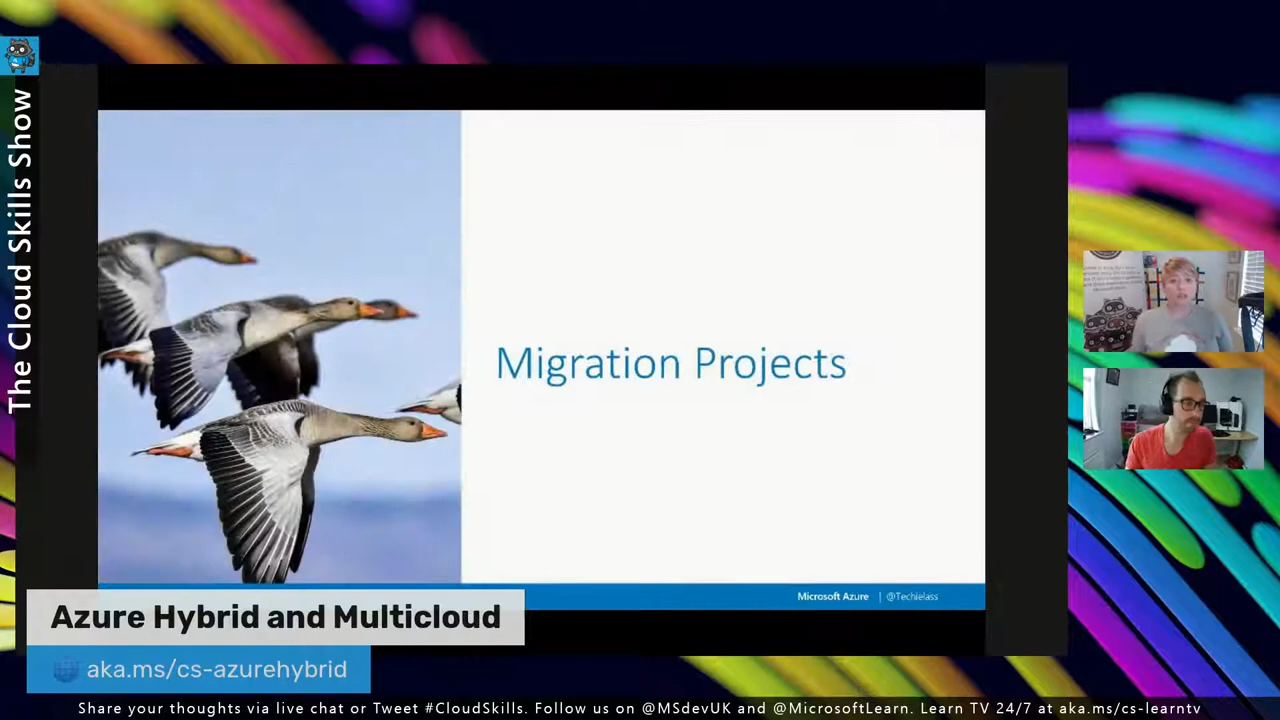 The Cloud Skills Show
Migration Projects
Microsoft Azure | @Techielass
Azure Hybrid and Multicloud
aka.ms/cs-azurehybrid
Share your thoughts via live chat or Tweet #CloudSkills. Follow us on @MSdevUK and @MicrosoftLearn. Learn TV 24/7 at aka.ms/cs-learntv